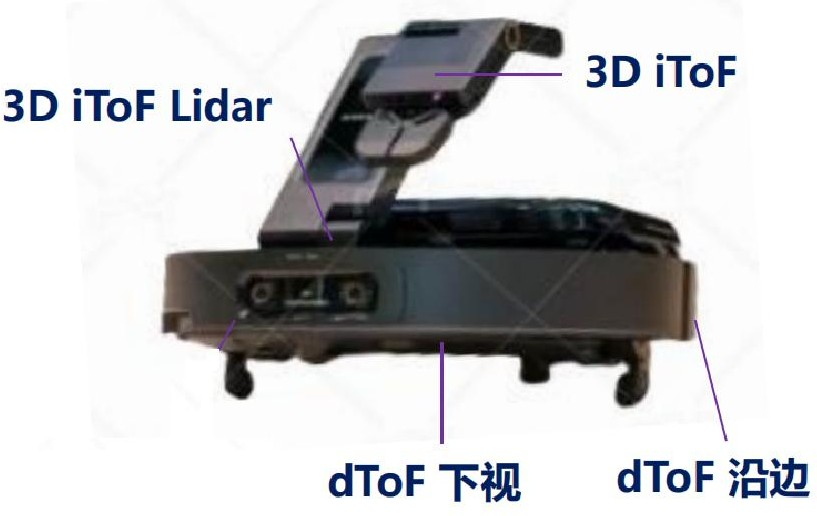 3D iToF
3D iToF Lidar
dToF 下视
dToF 沿边